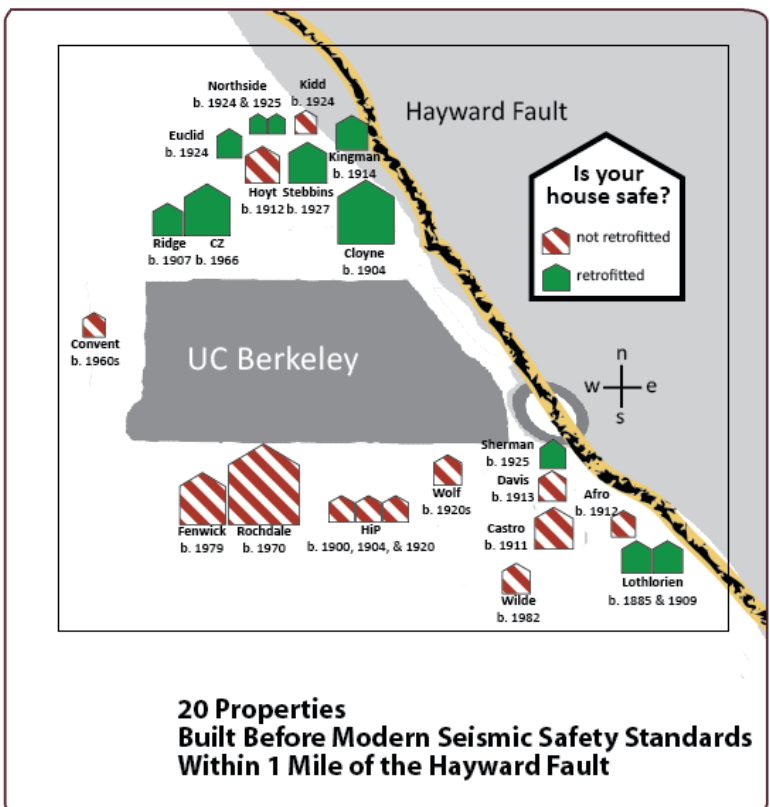 Northside
b. 1924 & 1925
Kidd
b. 1924
Hayward Fault
Euclid
b. 1924
Kingman
b. 1914
Hoyt
b. 1912
Stebbins
b. 1927
Is your
house safe?
not retrofitted
retrofitted
Ridge
b. 1907
CZ
b. 1966
Cloyne
b. 1904
Convent
b. 1960s
UC Berkeley
n
w
e
s
Sherman
b. 1925
Davis
b. 1913
Afro
b. 1912
Wolf
b. 1920s
Castro
b. 1911
Fenwick
b. 1979
Rochdale
b. 1970
HiP
b. 1900, 1904, & 1920
Lothlorien
b. 1885 & 1909
Wilde
b. 1982
20 Properties
Built Before Modern Seismic Safety Standards
Within 1 Mile of the Hayward Fault